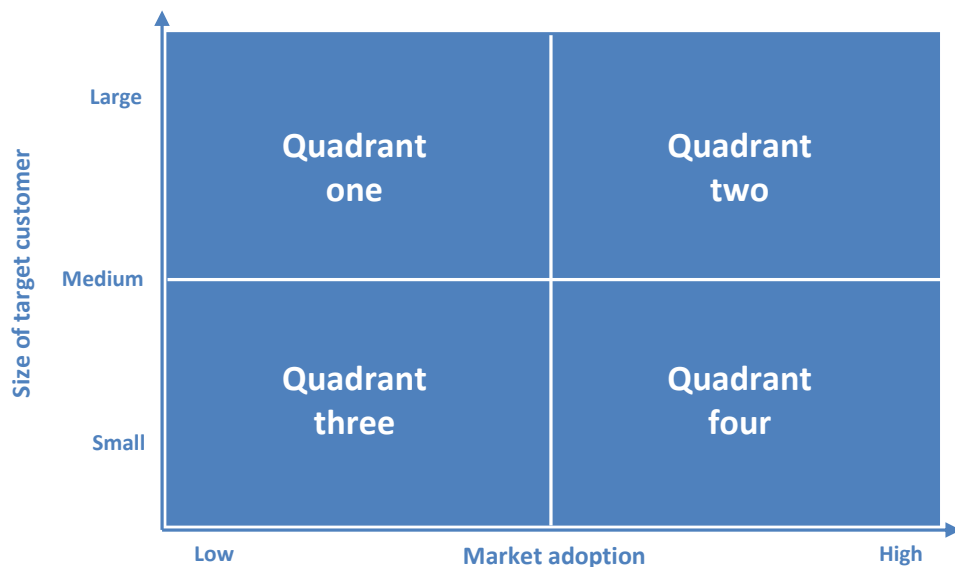 Large
Quadrant
one
Quadrant
two
Size of target customer
Medium
Quadrant
three
Quadrant
four
Small
Low
Market adoption
High